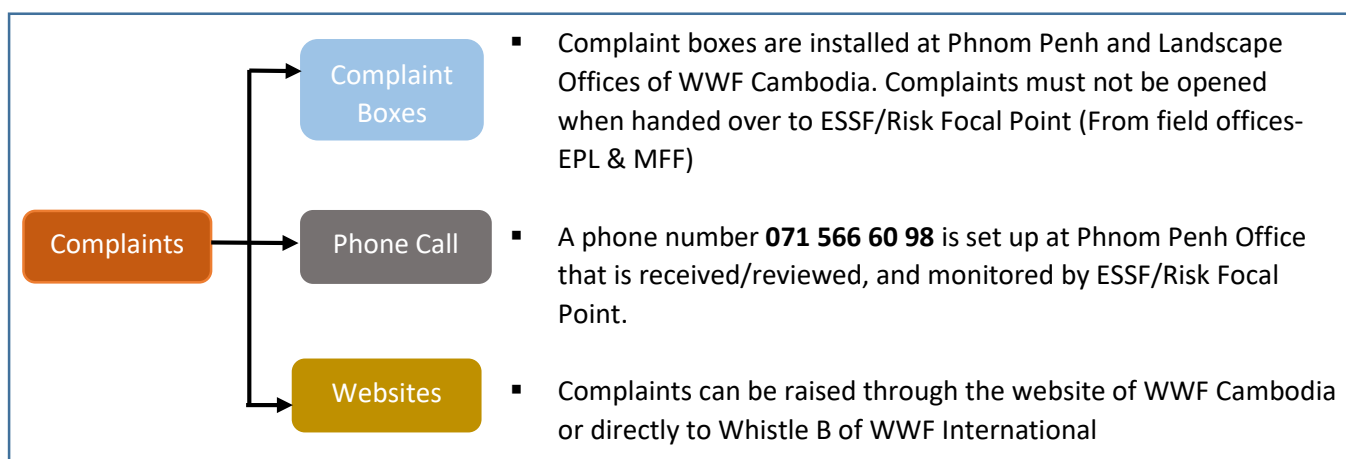 Complaints
Complaint
Boxes
▪ Complaint boxes are installed at Phnom Penh and Landscape
Offices of WWF Cambodia. Complaints must not be opened
when handed over to ESSF/Risk Focal Point (From field offices-
EPL & MFF)
Phone Call
▪ A phone number 071 566 60 98 is set up at Phnom Penh Office
that is received/reviewed, and monitored by ESSF/Risk Focal
Point.
Websites
▪ Complaints can be raised through the website of WWF Cambodia
or directly to Whistle B of WWF International